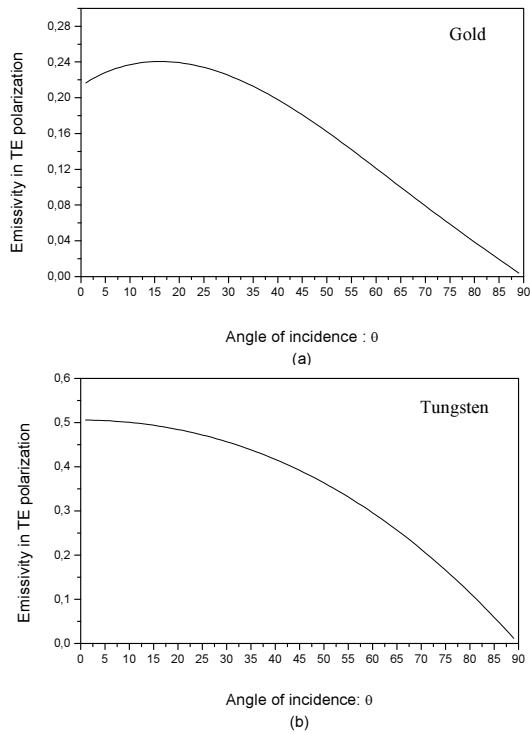 Gold
Emissivity in TE polarization
0,28
0,24
0,20
0,16
0,12
0,08
0,04
0,00
0 5 10 15 20 25 30 35 40 45 50 55 60 65 70 75 80 85 90
Angle of incidence : θ
(a)
Tungsten
Emissivity in TE polarization
0,6
0,5
0,4
0,3
0,2
0,1
0,0
0 5 10 15 20 25 30 35 40 45 50 55 60 65 70 75 80 85 90
Angle of incidence: θ
(b)